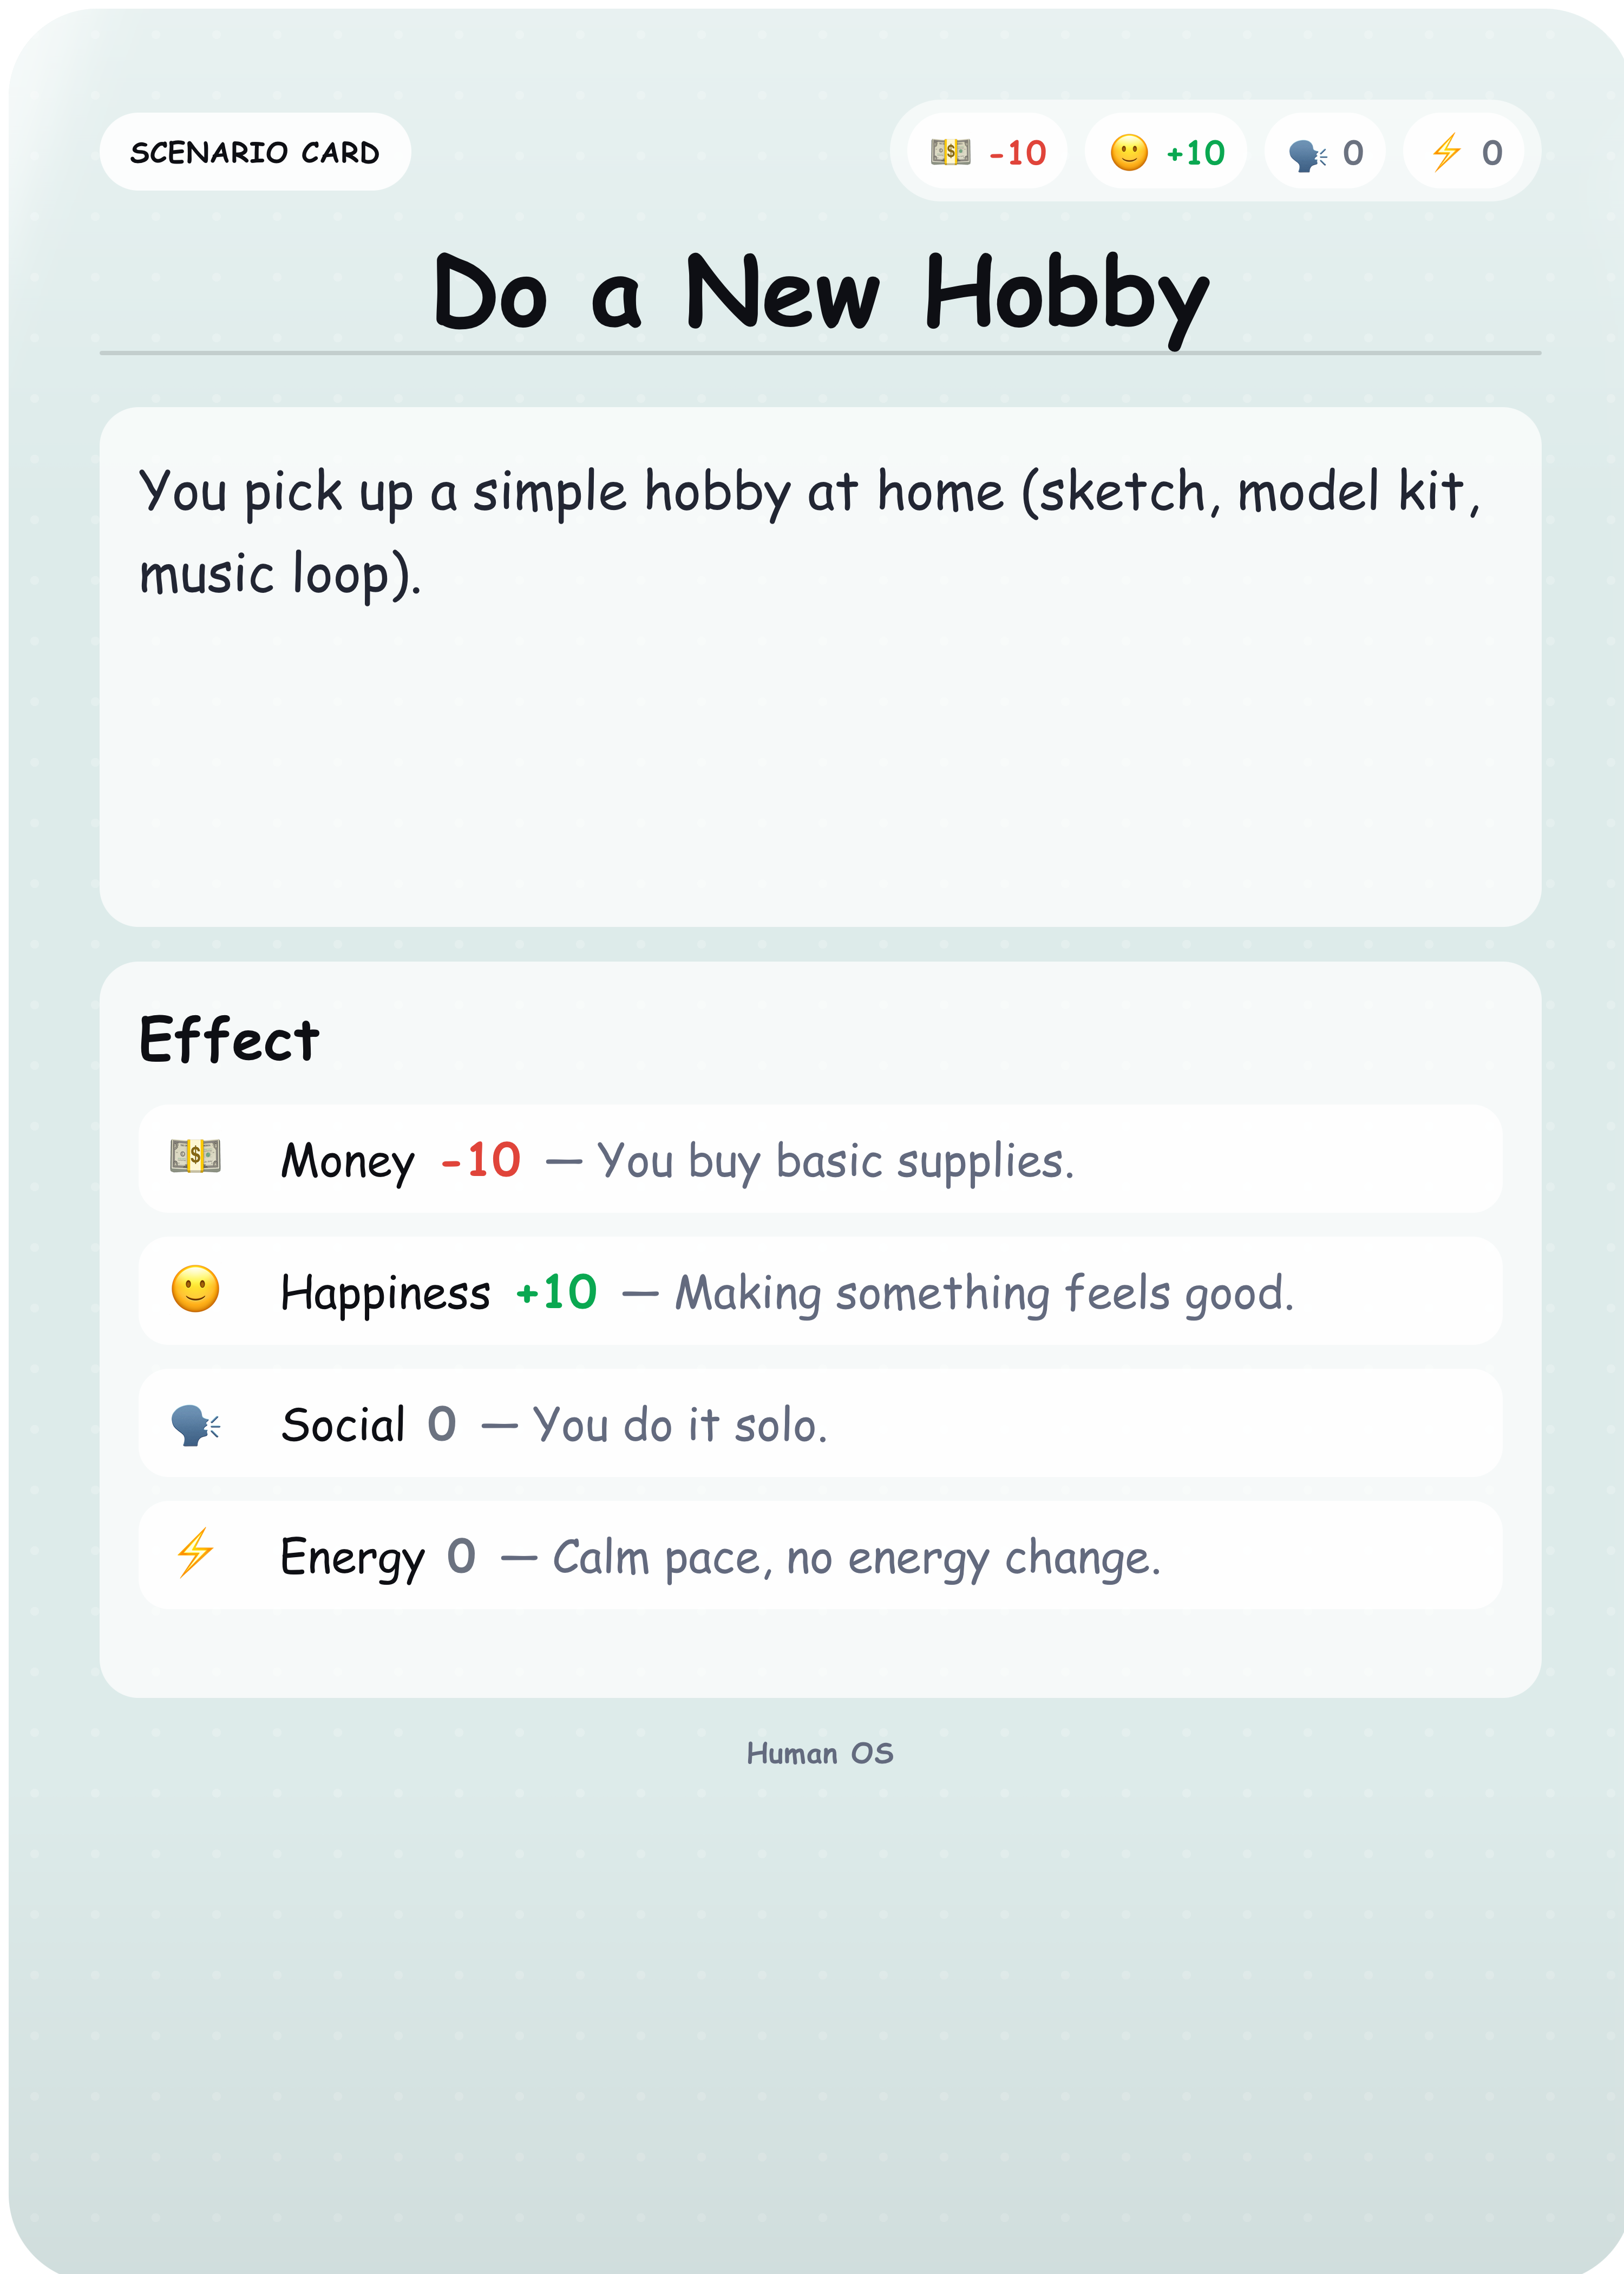 SCENARIO CARD
-10 +10 0 0
Do a New Hobby
You pick up a simple hobby at home (sketch, model kit,
music loop).
Effect
Money -10 — You buy basic supplies.
Happiness +10 — Making something feels good.
Social 0 — You do it solo.
Energy 0 — Calm pace, no energy change.
Human OS